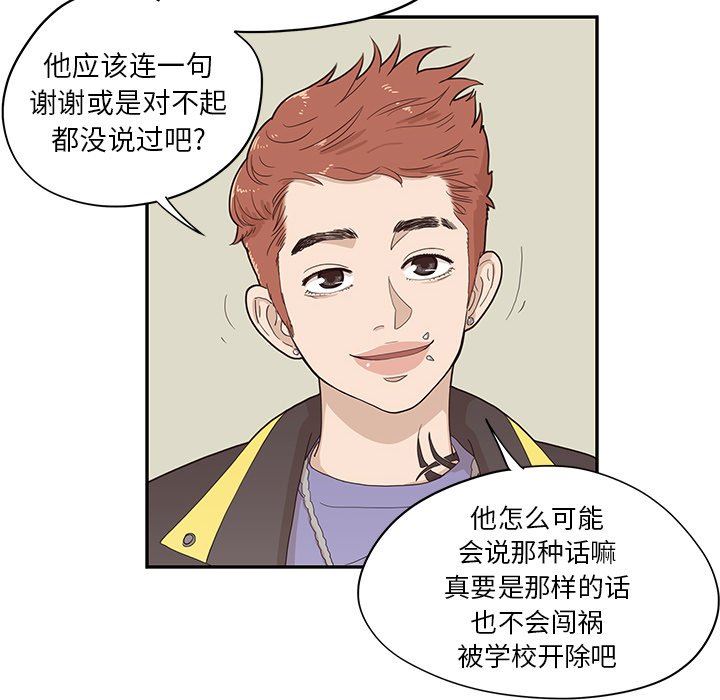 他应该连一句
谢谢或是对不起
都没说过吧?
他怎么可能
会说那种话嘛
真要是那样的话
也不会闯祸
被学校开除吧